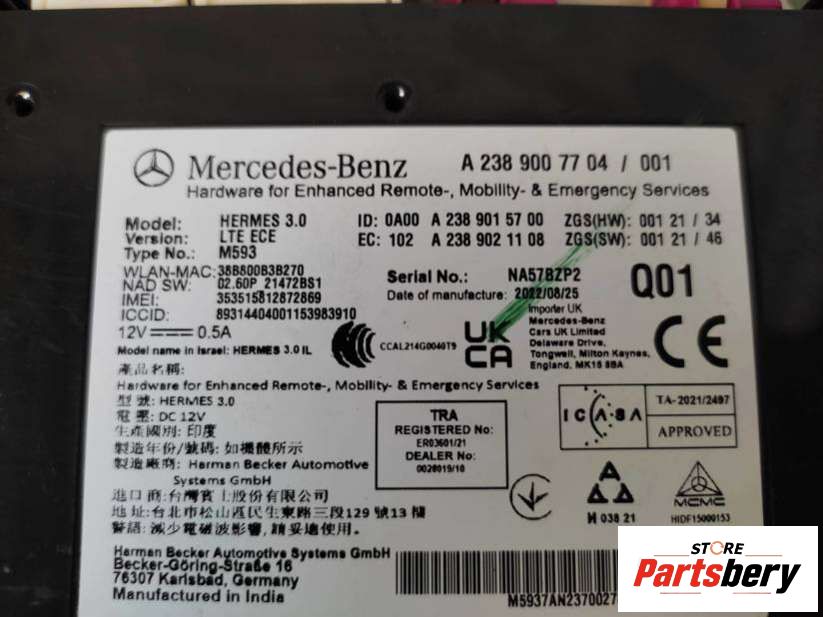 Mercedes-Benz A 238 900 77 04 / 001
Hardware for Enhanced Remote-, Mobility- & Emergency Services
Model: HERMES 3.0 ID: 0A00 A 238 901 57 00 ZGS(HW): 001 21 / 34
Version: LTE ECE EC: 102 A 238 902 11 08 ZGS(SW): 001 21 / 46
Type No.: M593
WLAN-MAC: 38B800B3B270
NAD SW: 02.60P_21472BS1
IMEI: 353515812872869
ICCID: 89314404001153983910
Serial No.: NA57BZP2 Q01
Date of manufacture: 2022/08/25
12V 0.5A
Model name in Israel: HERMES 3.0 IL
CCAL214G0040T9
UK
CA
Importer UK
Mercedes-Benz
Cars UK Limited
Delaware Drive,
Tongwell, Milton Keynes,
England, MK15 8BA
CE
產品名稱:
Hardware for Enhanced Remote-, Mobility- & Emergency Services
型號: HERMES 3.0
電壓: DC 12V
生產國別: 印度
製造年份/號碼: 如機體所示
製造廠商: Harman Becker Automotive
Systems GmbH
進口商: 台灣賓士股份有限公司
地址: 台北市松山區民生東路三段129號13樓
警語: 減少電磁波影響, 請妥適使用.
TRA
REGISTERED No:
ER03601/21
DEALER No:
0028019/10
ICASA
TA-2021/2497
APPROVED
M 038 21
MCMC
HIDF15000153
Harman Becker Automotive Systems GmbH
Becker-Göring-Straße 16
76307 Karlsbad, Germany
Manufactured in India
M5937AN2370027
STORE
Partsbery